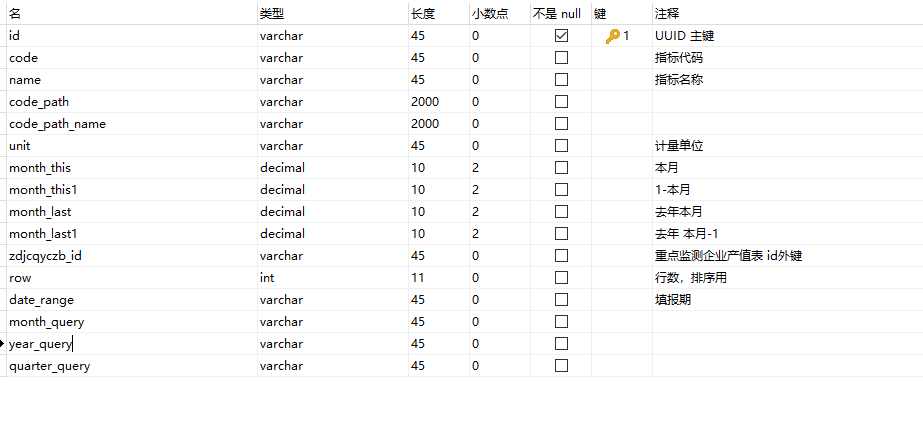 名 类型 长度 小数点 不是 null 键 注释
id varchar 45 0 1 UUID 主键
code varchar 45 0 指标代码
name varchar 45 0 指标名称
code_path varchar 2000 0
code_path_name varchar 2000 0
unit varchar 45 0 计量单位
month_this decimal 10 2 本月
month_this1 decimal 10 2 1-本月
month_last decimal 10 2 去年本月
month_last1 decimal 10 2 去年 本月-1
zdjcqyczb_id varchar 45 0 重点监测企业产值表 id外键
row int 11 0 行数，排序用
date_range varchar 45 0 填报期
month_query varchar 45 0
year_query varchar 45 0
quarter_query varchar 45 0